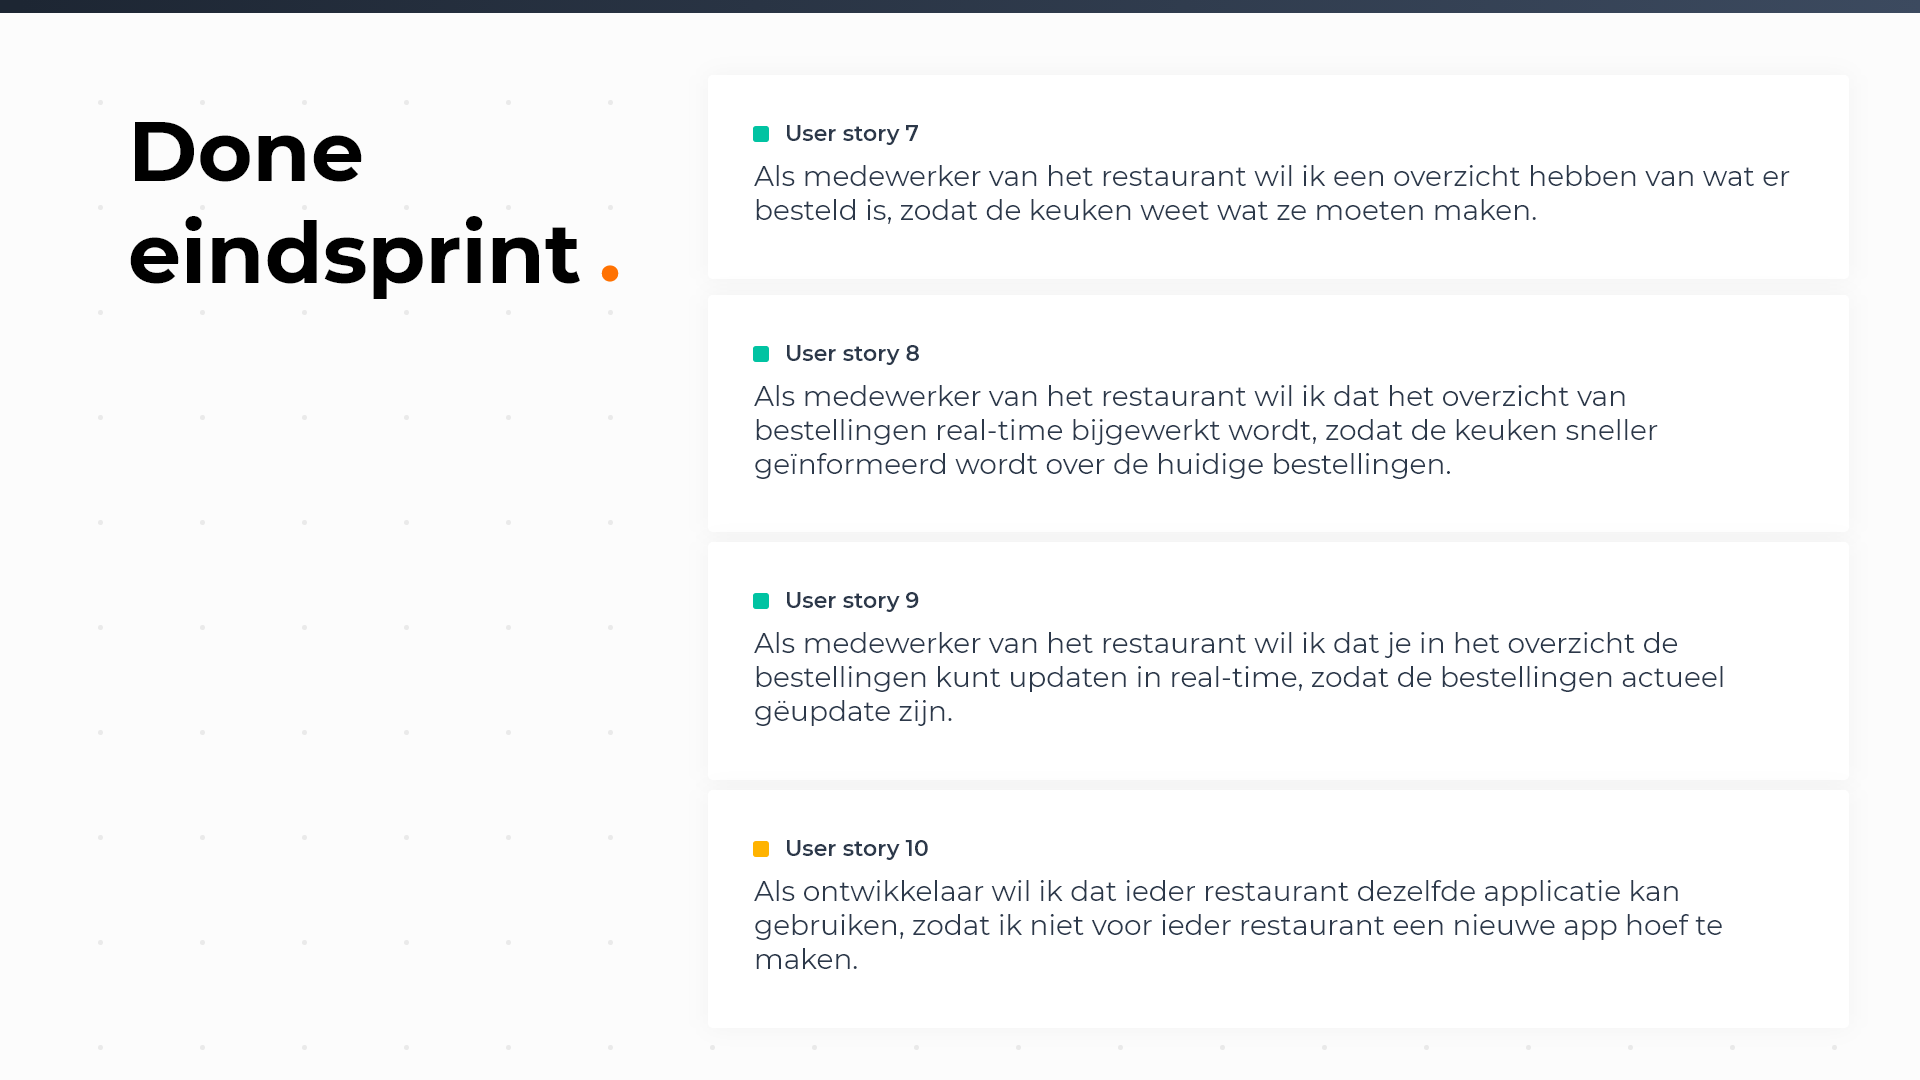 Done
eindsprint .
User story 7
Als medewerker van het restaurant wil ik een overzicht hebben van wat er
besteld is, zodat de keuken weet wat ze moeten maken.
User story 8
Als medewerker van het restaurant wil ik dat het overzicht van
bestellingen real-time bijgewerkt wordt, zodat de keuken sneller
geïnformeerd wordt over de huidige bestellingen.
User story 9
Als medewerker van het restaurant wil ik dat je in het overzicht de
bestellingen kunt updaten in real-time, zodat de bestellingen actueel
gëupdate zijn.
User story 10
Als ontwikkelaar wil ik dat ieder restaurant dezelfde applicatie kan
gebruiken, zodat ik niet voor ieder restaurant een nieuwe app hoef te
maken.